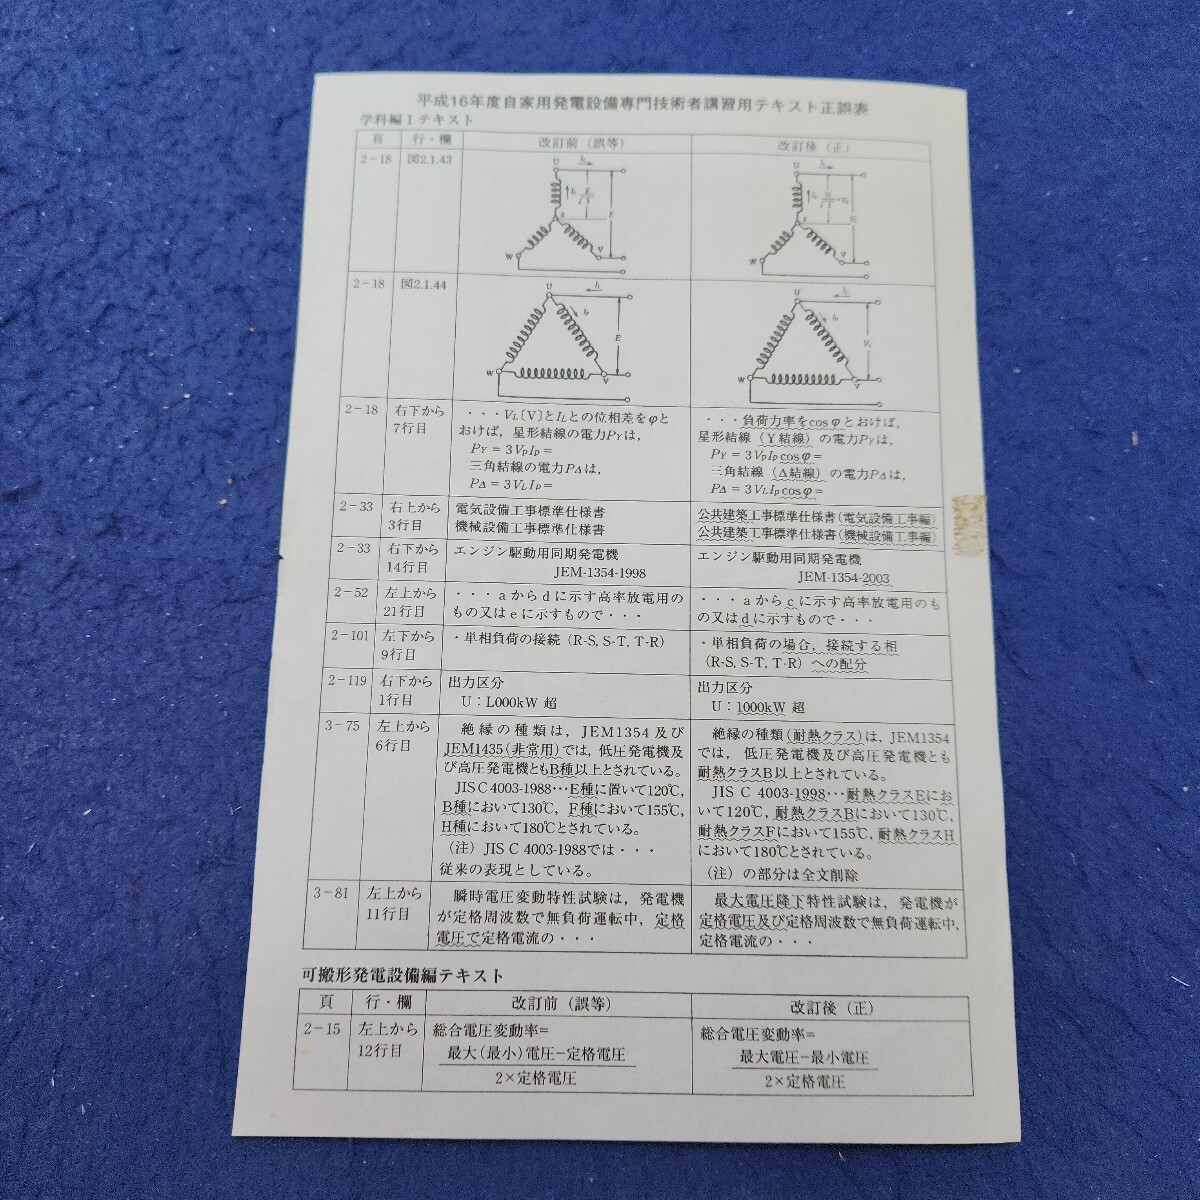 平成16年度自家用発電設備専門技術者講習用テキスト正誤表
学科編Ⅰテキスト
頁 行・欄 改訂前（誤等） 改訂後（正）
2-18 図2.1.43
U
W
V
U
W
2-18 図2.1.44
U
E
W
V
U
W
V
2-18 右下から
7行目
・・・VL〔V〕とILとの位相差をφと
おけば，星形結線の電力PYは，
PY = 3VPIP=
三角結線の電力P△は，
P△ = 3VLIP=
・・・負荷力率をcosφとおけば，
星形結線（Y結線）の電力PYは，
PY = 3VPIPcosφ=
三角結線（Δ結線）の電力P△は，
P△ = 3VLIPcosφ=
2-33 右上から
3行目
電気設備工事標準仕様書
機械設備工事標準仕様書
公共建築工事標準仕様書(電気設備工事編)
公共建築工事標準仕様書(機械設備工事編)
2-33 右下から
14行目
エンジン駆動用同期発電機
JEM-1354-1998
エンジン駆動用同期発電機
JEM-1354-2003
2-52 左上から
21行目
・・・aからdに示す高率放電用の
もの又はeに示すもので・・・
・・・aからcに示す高率放電用のも
の又はdに示すもので・・・
2-101 左下から
9行目
・単相負荷の接続（R-S, S-T, T-R）
・単相負荷の場合，接続する相
（R-S, S-T, T-R）への配分
2-119 右下から
1行目
出力区分
U：L000kW 超
出力区分
U：1000kW 超
3-75 左上から
6行目
絶縁の種類は，JEM1354及び
JEM1435(非常用)では，低圧発電機及
び高圧発電機ともB種以上とされている。
JIS C 4003-1988…E種に置いて120℃,
B種において130℃, F種において155℃,
H種において180℃とされている。
（注）JIS C 4003-1988では・・・
従来の表現としている。
絶縁の種類(耐熱クラス)は，JEM1354
では，低圧発電機及び高圧発電機とも
耐熱クラスB以上とされている。
JIS C 4003-1998…耐熱クラスEにお
いて120℃, 耐熱クラスBにおいて130℃,
耐熱クラスFにおいて155℃, 耐熱クラスH
において180℃とされている。
（注）の部分は全文削除
3-81 左上から
11行目
瞬時電圧変動特性試験は，発電機
が定格周波数で無負荷運転中，定格
電圧で定格電流の・・・
最大電圧降下特性試験は，発電機が
定格電圧及び定格周波数で無負荷運転中,
定格電流の・・・
可搬形発電設備編テキスト
頁 行・欄 改訂前（誤等） 改訂後（正）
2-15 左上から
12行目
総合電圧変動率=
最大(最小)電圧-定格電圧
2×定格電圧
総合電圧変動率=
最大電圧-最小電圧
2×定格電圧